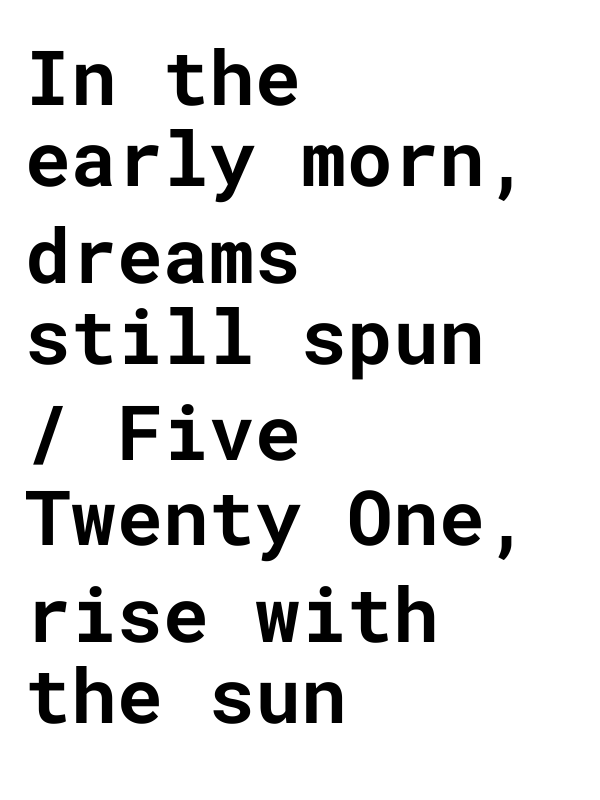 In the
early morn,
dreams
still spun
/ Five
Twenty One,
rise with
the sun